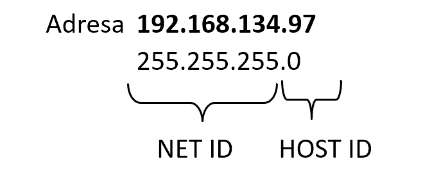 Adresa 192.168.134.97
255.255.255.0
NET ID HOST ID